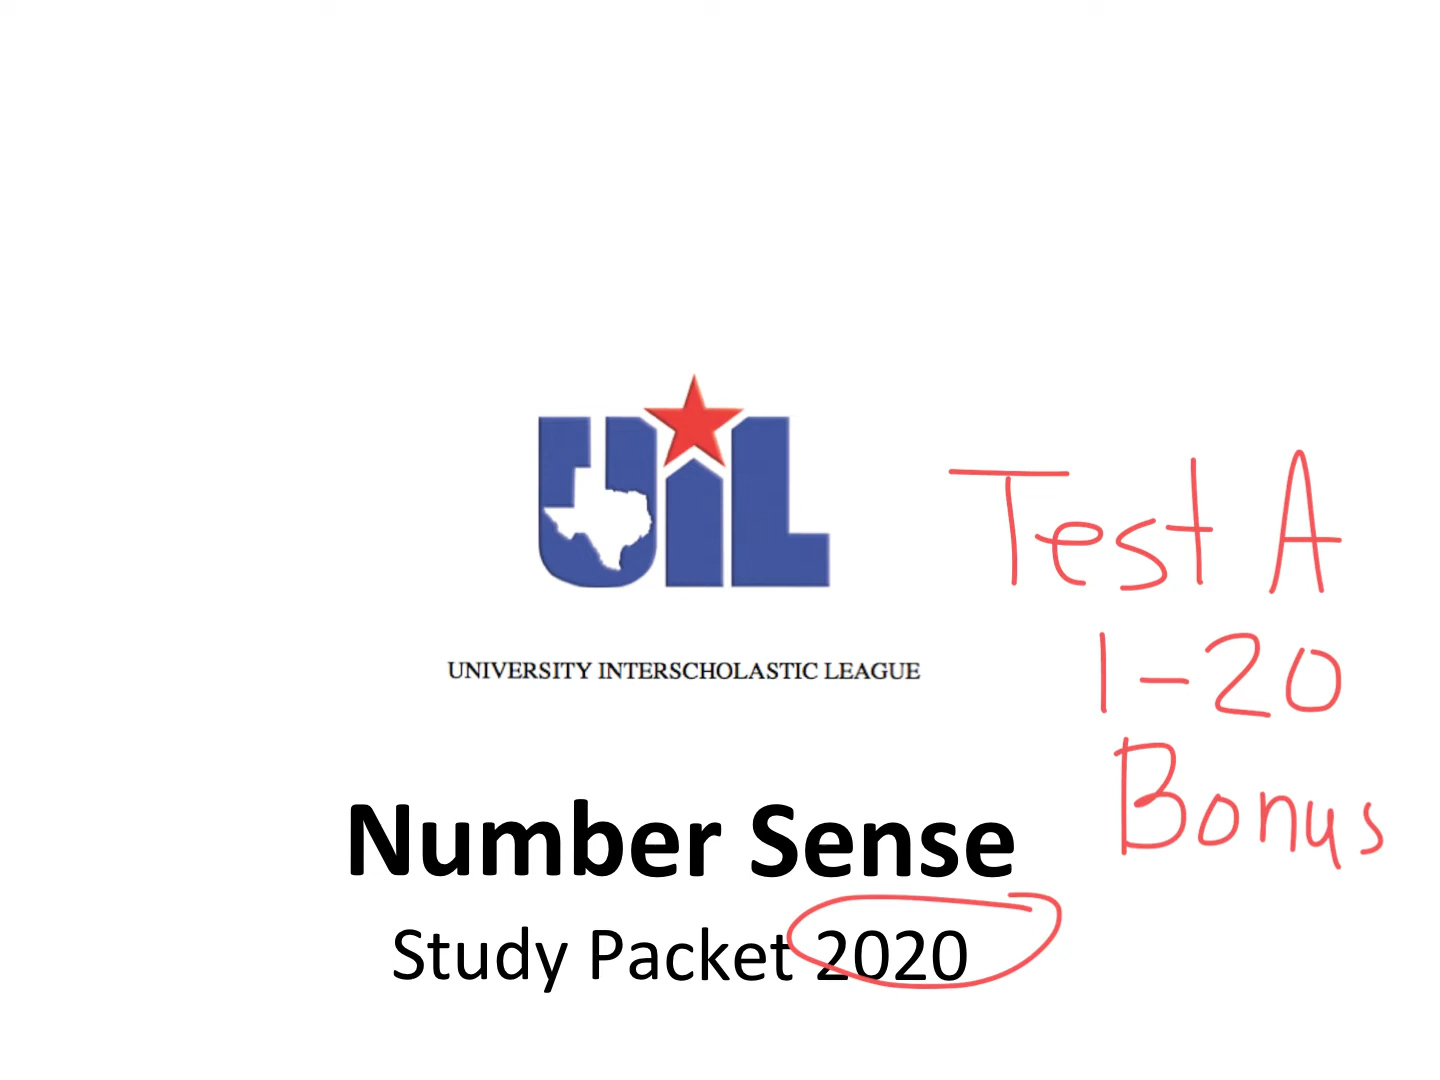 UIL
UNIVERSITY INTERSCHOLASTIC LEAGUE
Number Sense
Study Packet 2020
Test A
1-20
Bonus